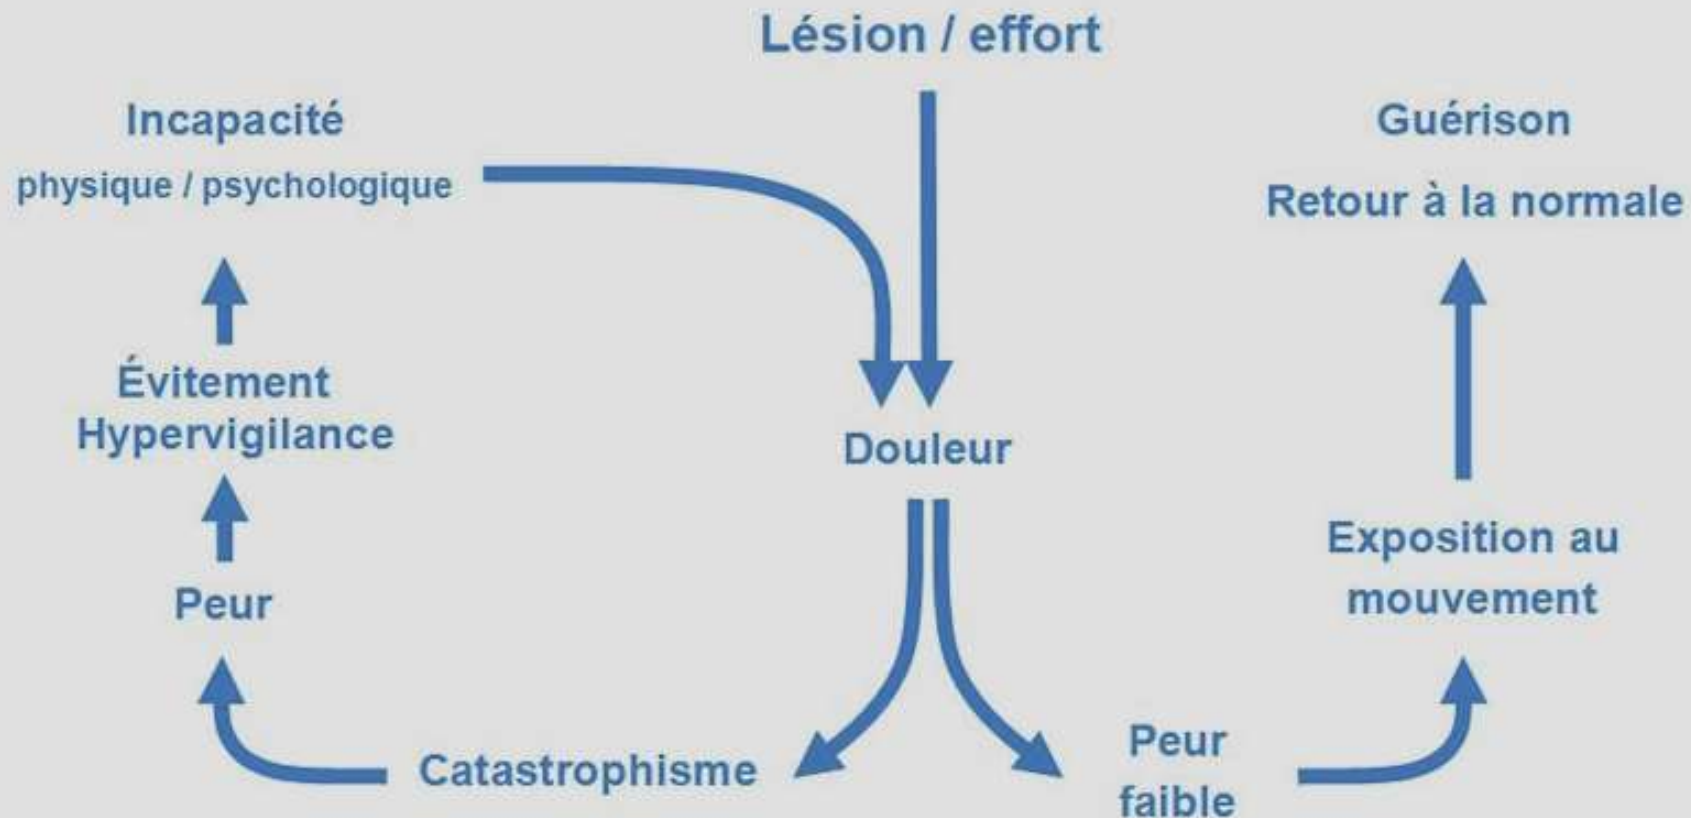 Lésion / effort
Incapacité
physique / psychologique
Guérison
Retour à la normale
Évitement
Hypervigilance
Douleur
Exposition au
mouvement
Peur
Catastrophisme
Peur
faible